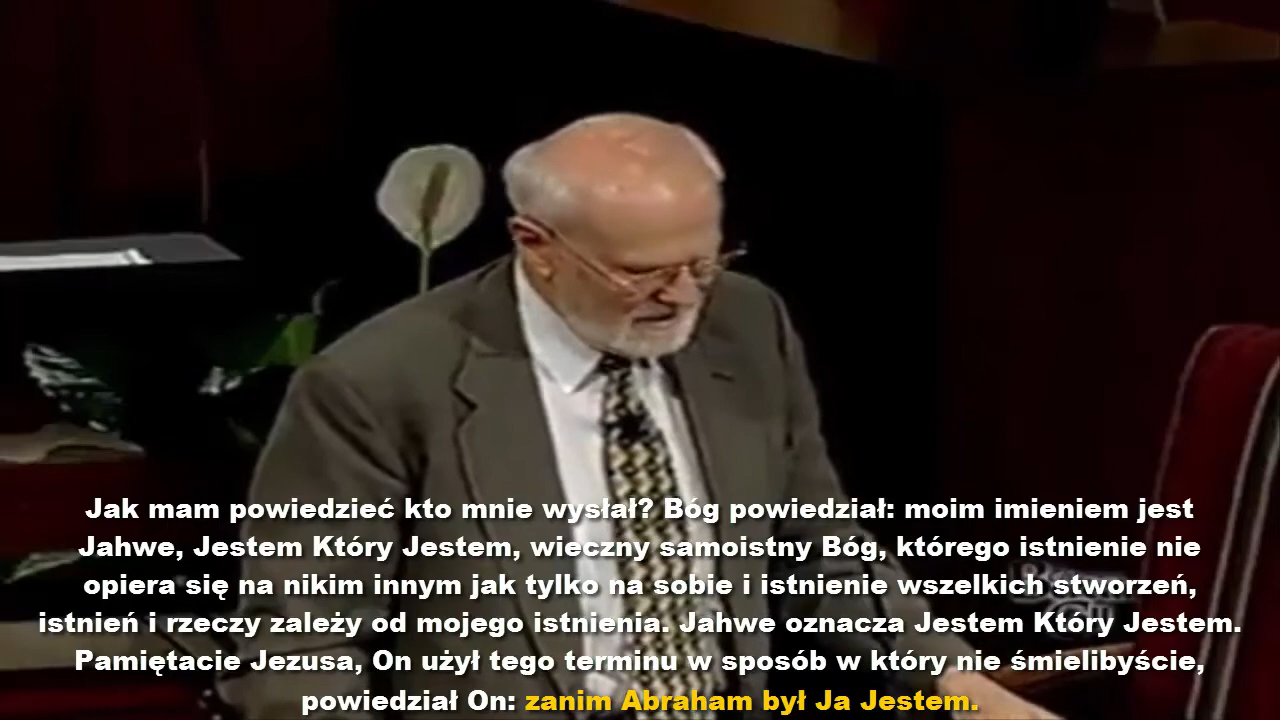 Jak mam powiedzieć kto mnie wysłał? Bóg powiedział: moim imieniem jest
Jahwe, Jestem Który Jestem, wieczny samoistny Bóg, którego istnienie nie
opiera się na nikim innym jak tylko na sobie i istnienie wszelkich stworzeń,
istnień i rzeczy zależy od mojego istnienia. Jahwe oznacza Jestem Który Jestem.
Pamiętacie Jezusa, On użył tego terminu w sposób w który nie śmielibyście,
powiedział On: zanim Abraham był Ja Jestem.